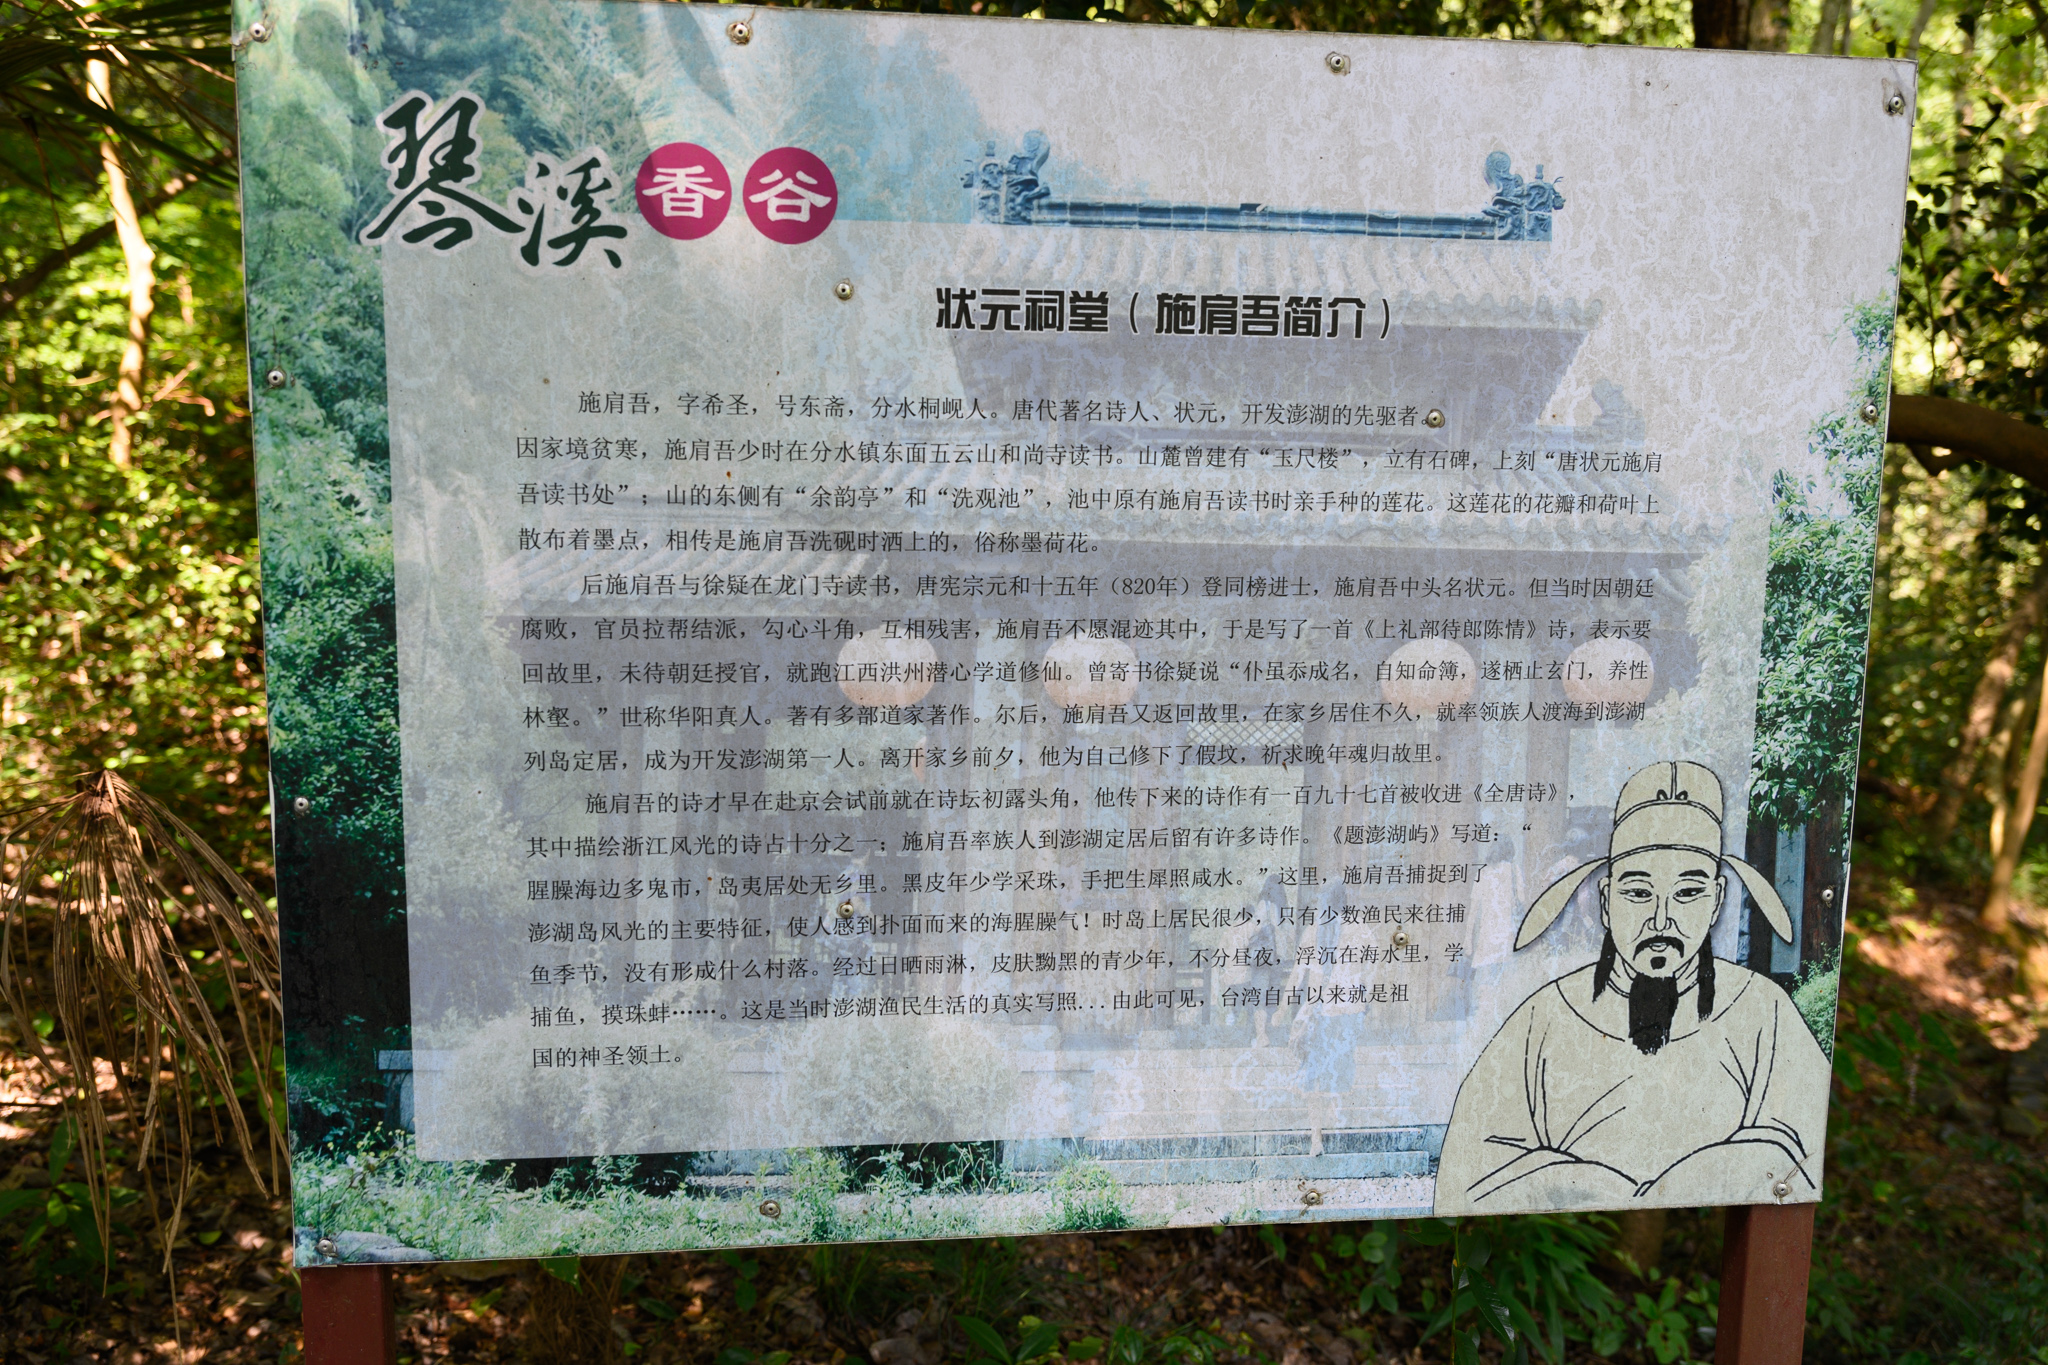 琴溪香谷
状元祠堂（施肩吾简介）
施肩吾，字希圣，号东斋，分水桐岘人。唐代著名诗人、状元，开发澎湖的先驱者。
因家境贫寒，施肩吾少时在分水镇东面五云山和尚寺读书。山麓曾建有“玉尺楼”，立有石碑，上刻“唐状元施肩
吾读书处”；山的东侧有“余韵亭”和“洗观池”，池中原有施肩吾读书时亲手种的莲花。这莲花的花瓣和荷叶上
散布着墨点，相传是施肩吾洗砚时洒上的，俗称墨荷花。
后施肩吾与徐疑在龙门寺读书，唐宪宗元和十五年（820年）登同榜进士，施肩吾中头名状元。但当时因朝廷
腐败，官员拉帮结派，勾心斗角，互相残害，施肩吾不愿混迹其中，于是写了一首《上礼部待郎陈情》诗，表示要
回故里，未待朝廷授官，就跑江西洪州潜心学道修仙。曾寄书徐疑说“仆虽忝成名，自知命簿，遂栖止玄门，养性
林壑。”世称华阳真人。著有多部道家著作。尔后，施肩吾又返回故里，在家乡居住不久，就率领族人渡海到澎湖
列岛定居，成为开发澎湖第一人。离开家乡前夕，他为自己修下了假坟，祈求晚年魂归故里。
施肩吾的诗才早在赴京会试前就在诗坛初露头角，他传下来的诗作有一百九十七首被收进《全唐诗》，
其中描绘浙江风光的诗占十分之一；施肩吾率族人到澎湖定居后留有许多诗作。《题澎湖屿》写道：“
腥臊海边多鬼市，岛夷居处无乡里。黑皮年少学采珠，手把生犀照咸水。”这里，施肩吾捕捉到了
澎湖岛风光的主要特征，使人感到扑面而来的海腥臊气！时岛上居民很少，只有少数渔民来往捕
鱼季节，没有形成什么村落。经过日晒雨淋，皮肤黝黑的青少年，不分昼夜，浮沉在海水里，学
捕鱼，摸珠蚌……。这是当时澎湖渔民生活的真实写照...由此可见，台湾自古以来就是祖
国的神圣领土。